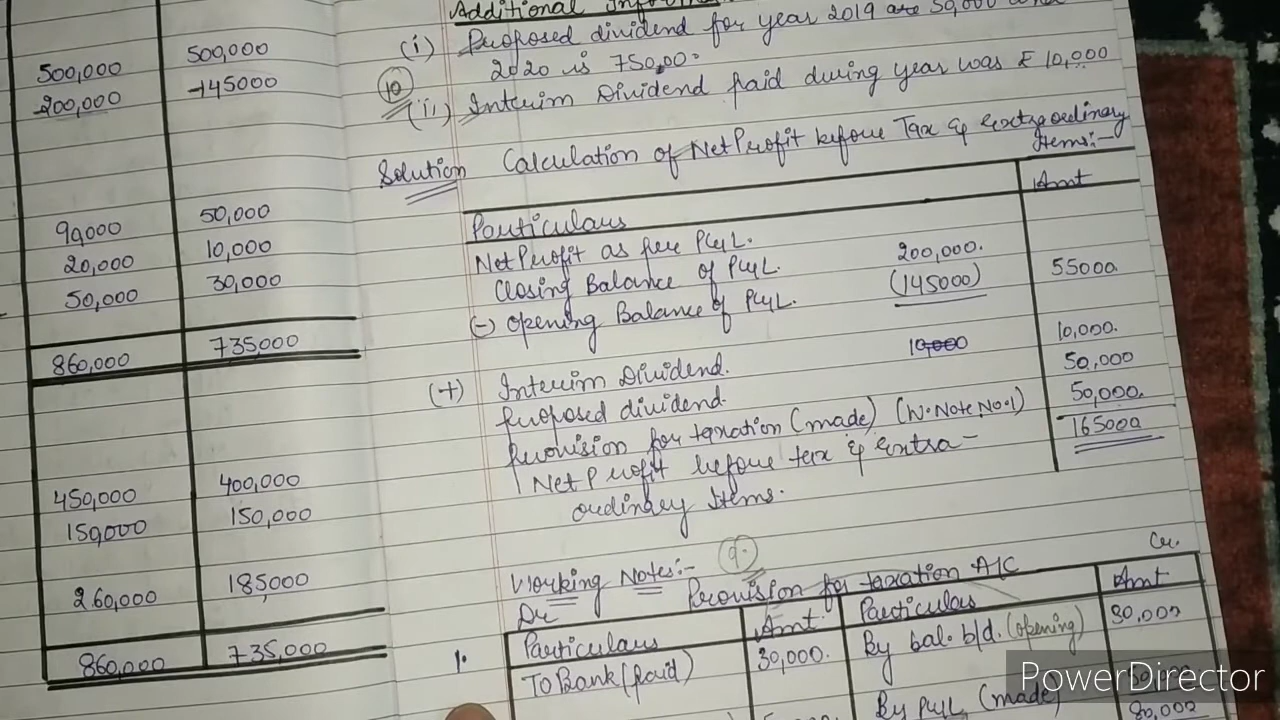 Additional
(i) Proposed dividend for year 2019 are 50,000
2020 is 750,00.
(10)
(ii) Interim Dividend paid during year was ₹ 10,000
Solution Calculation of Net Profit before Tax & extraordinary
Items:-
Particulars Amt
Net Profit as per P&L.
Closing Balance of P&L. 200,000.
(-) Opening Balance of P&L. (145000) 55000
(+) Interim Dividend. 10,000 10,000.
Proposed dividend. 50,000
Provision for taxation (made) (W. Note No.1) 50,000.
Net Profit before tax & extra- 165000
ordinary Items.
Working Notes:- 9.
Dr Provision for taxation A/C Cr.
Particulars Amt. Particulars Amt
1. To Bank (paid) 30,000. By bal. b/d. (opening) 30,000
By P&L (made)
80,000
500,000 500,000
200,000 145000
90,000 50,000
20,000 10,000
50,000 30,000
860,000 735000
450,000 400,000
150,000 150,000
260,000 185000
860,000 735,000
PowerDirector